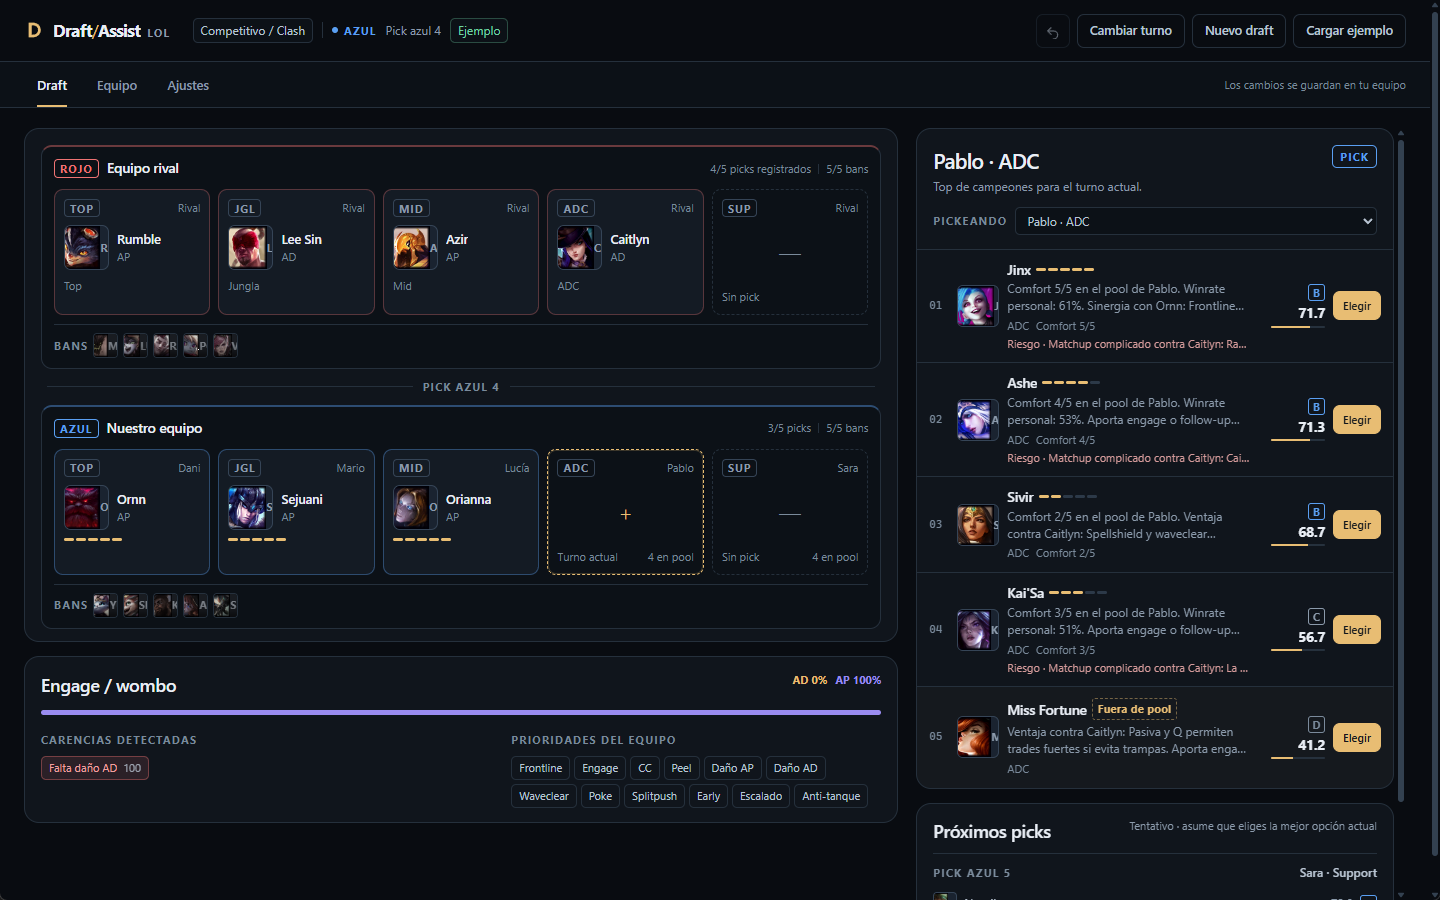 D Draft/Assist LOL
Competitivo / Clash
AZUL Pick azul 4
Ejemplo
Cambiar turno
Nuevo draft
Cargar ejemplo
Draft
Equipo
Ajustes
Los cambios se guardan en tu equipo
ROJO Equipo rival
4/5 picks registrados
5/5 bans
TOP Rival
R
Rumble
AP
Top
JGL Rival
L
Lee Sin
AD
Jungla
MID Rival
A
Azir
AP
Mid
ADC Rival
C
Caitlyn
AD
ADC
SUP Rival
—
Sin pick
BANS M L R P V
PICK AZUL 4
AZUL Nuestro equipo
3/5 picks
5/5 bans
TOP Dani
O
Ornn
AP
JGL Mario
S
Sejuani
AP
MID Lucía
O
Orianna
AP
ADC Pablo
+
Turno actual 4 en pool
SUP Sara
—
Sin pick 4 en pool
BANS Y S K A S
Engage / wombo
AD 0% AP 100%
CARENCIAS DETECTADAS
Falta daño AD 100
PRIORIDADES DEL EQUIPO
Frontline Engage CC Peel Daño AP Daño AD
Waveclear Poke Splitpush Early Escalado Anti-tanque
Pablo · ADC
PICK
Top de campeones para el turno actual.
PICKEANDO Pablo · ADC
01
Jinx
Comfort 5/5 en el pool de Pablo. Winrate
personal: 61%. Sinergia con Ornn: Frontline...
ADC Comfort 5/5
Riesgo · Matchup complicado contra Caitlyn: Ra...
B
71.7
Elegir
02
A
Ashe
Comfort 4/5 en el pool de Pablo. Winrate
personal: 53%. Aporta engage o follow-up...
ADC Comfort 4/5
Riesgo · Matchup complicado contra Caitlyn: Cai...
B
71.3
Elegir
03
Sivir
Comfort 2/5 en el pool de Pablo. Ventaja
contra Caitlyn: Spellshield y waveclear...
ADC Comfort 2/5
B
68.7
Elegir
04
K
Kai'Sa
Comfort 3/5 en el pool de Pablo. Winrate
personal: 51%. Aporta engage o follow-up...
ADC Comfort 3/5
Riesgo · Matchup complicado contra Caitlyn: La ...
C
56.7
Elegir
05
M
Miss Fortune Fuera de pool
Ventaja contra Caitlyn: Pasiva y Q permiten
trades fuertes si evita trampas. Aporta enga...
ADC
D
41.2
Elegir
Próximos picks
Tentativo · asume que eliges la mejor opción actual
PICK AZUL 5
Sara · Support